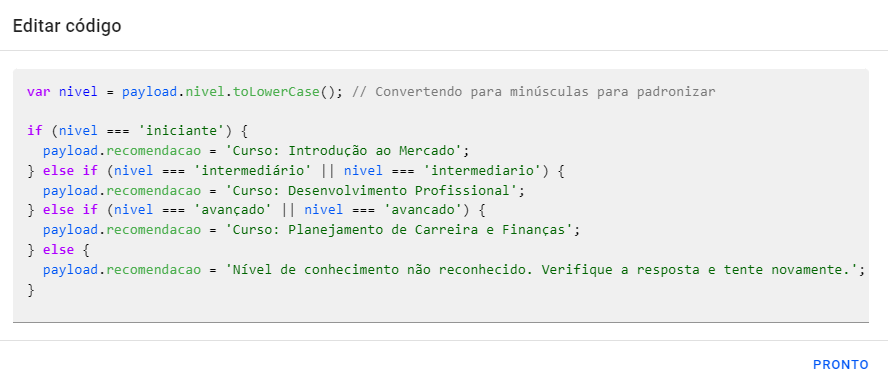 Editar código
var nivel = payload.nivel.toLowerCase(); // Convertendo para minúsculas para padronizar
if (nivel === 'iniciante') {
payload.recomendacao = 'Curso: Introdução ao Mercado';
} else if (nivel === 'intermediário' || nivel === 'intermediario') {
payload.recomendacao = 'Curso: Desenvolvimento Profissional';
} else if (nivel === 'avançado' || nivel === 'avancado') {
payload.recomendacao = 'Curso: Planejamento de Carreira e Finanças';
} else {
payload.recomendacao = 'Nível de conhecimento não reconhecido. Verifique a resposta e tente novamente.';
}
PRONTO